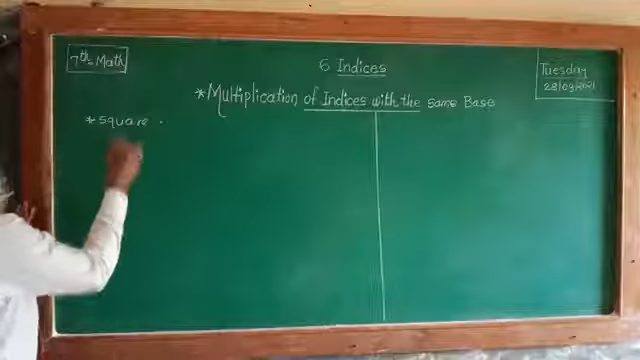 7th Math
6 Indices
Tuesday
28/09/2021
*Multiplication of Indices with the same Base
* Square